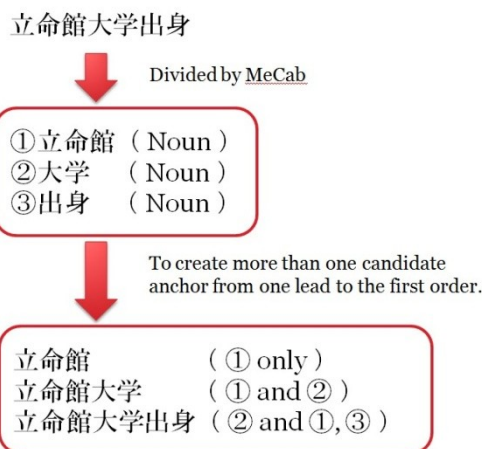 立命館大学出身
Divided by MeCab
①立命館 ( Noun )
②大学 ( Noun )
③出身 ( Noun )
To create more than one candidate
anchor from one lead to the first order.
立命館 ( ① only )
立命館大学 ( ① and ② )
立命館大学出身 ( ② and ①, ③ )